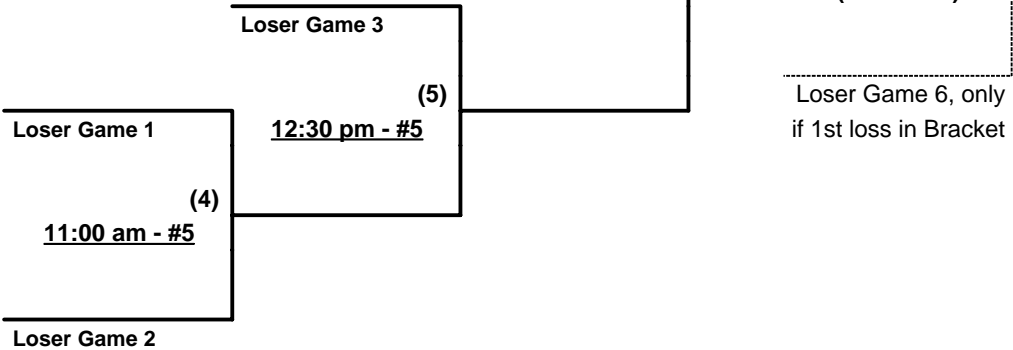 Loser Game 3
(5)
12:30 pm - #5
Loser Game 6, only
if 1st loss in Bracket
Loser Game 1
(4)
11:00 am - #5
Loser Game 2